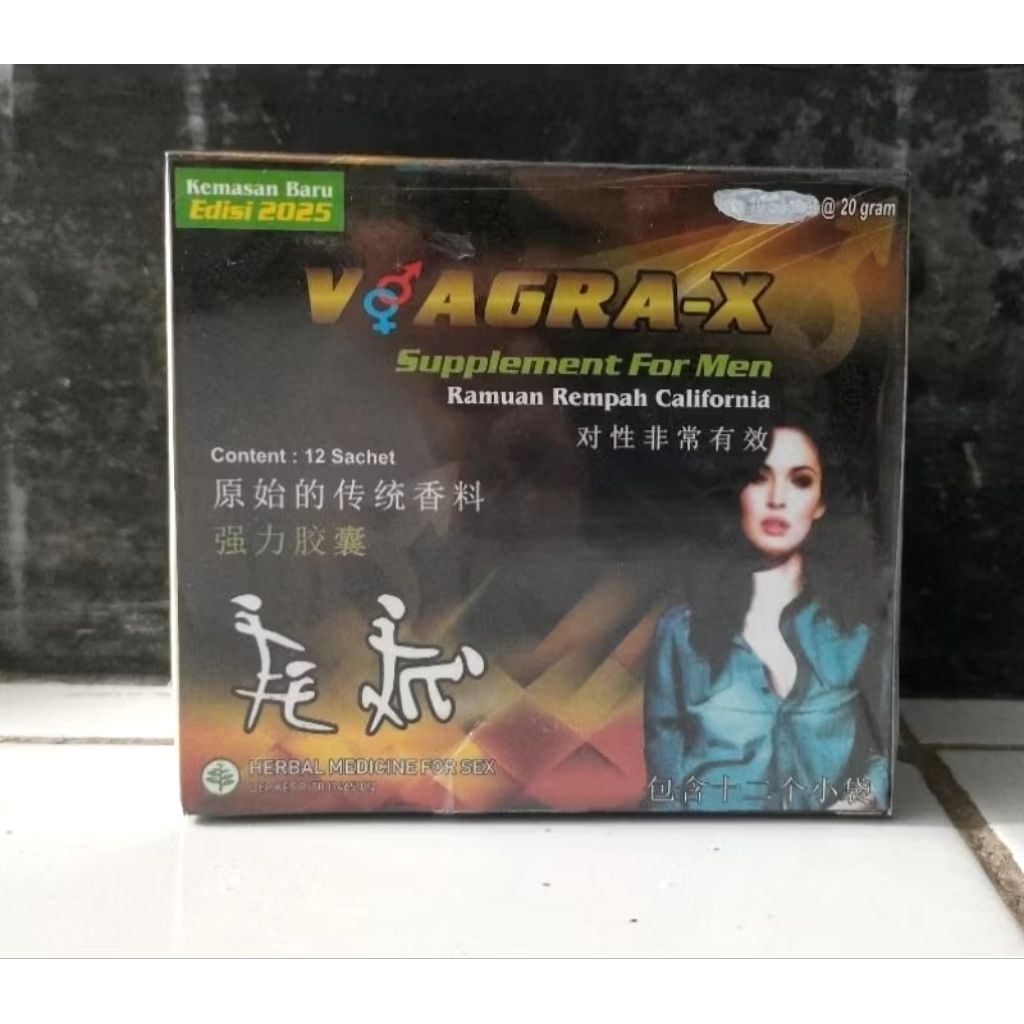 Kemasan Baru
Edisi 2025
@ 20 gram
VIAGRA-X
Supplement For Men
Ramuan Rempah California
对性非常有效
Content : 12 Sachet
原始的传统香料
强力胶囊
HERBAL MEDICINE FOR SEX
包含十二个小袋